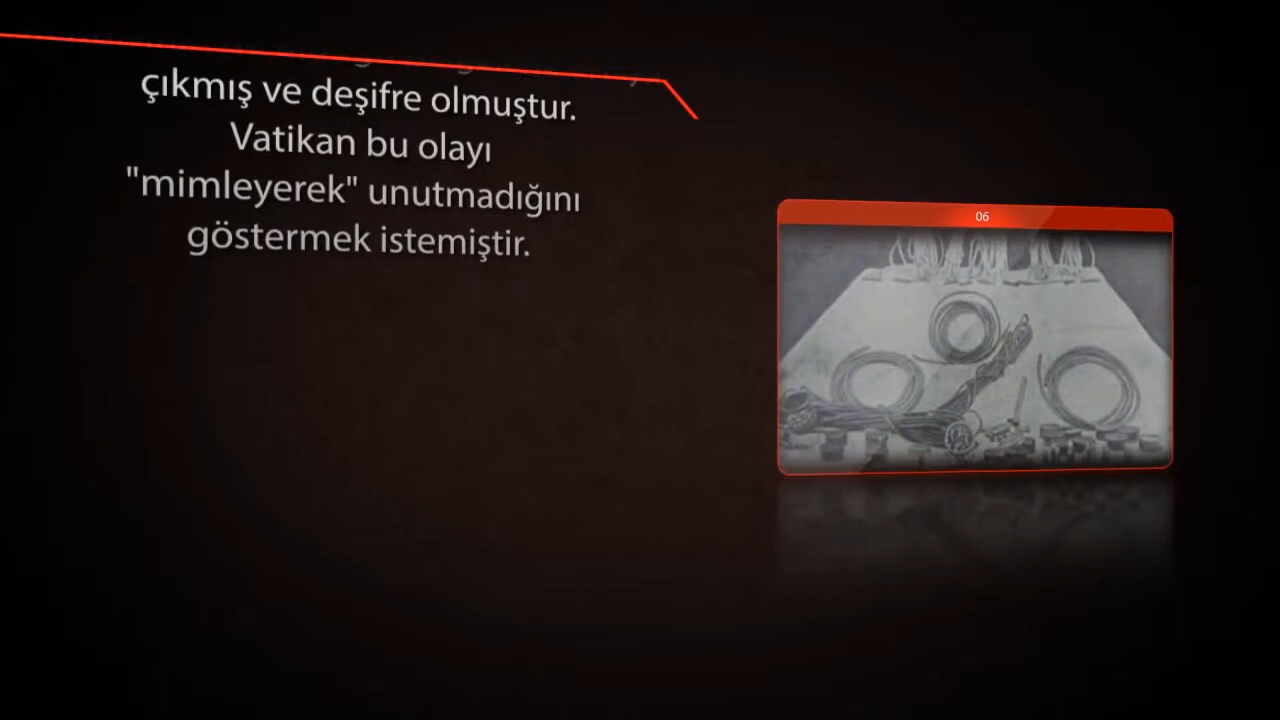 çıkmış ve deşifre olmuştur.
Vatikan bu olayı
"mimleyerek" unutmadığını
göstermek istemiştir.
06